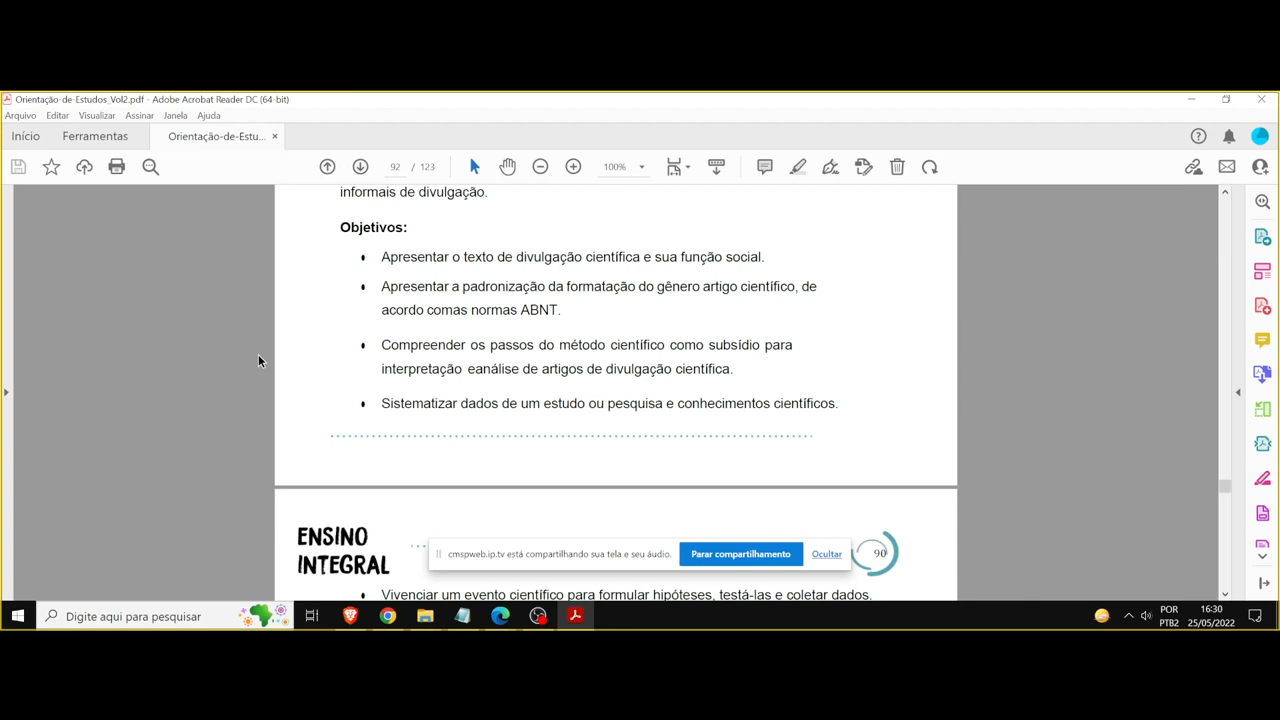 Orientação-de-Estudos_Vol2.pdf - Adobe Acrobat Reader DC (64-bit)
Arquivo Editar Visualizar Assinar Janela Ajuda
Início Ferramentas Orientação-de-Estu... ×
92 / 123 100%
informais de divulgação.
Objetivos:
• Apresentar o texto de divulgação científica e sua função social.
• Apresentar a padronização da formatação do gênero artigo científico, de
acordo comas normas ABNT.
• Compreender os passos do método científico como subsídio para
interpretação eanálise de artigos de divulgação científica.
• Sistematizar dados de um estudo ou pesquisa e conhecimentos científicos.
ENSINO
INTEGRAL
cmspweb.ip.tv está compartilhando sua tela e seu áudio. Parar compartilhamento Ocultar
90
• Vivenciar um evento científico para formular hipóteses, testá-las e coletar dados.
Digite aqui para pesquisar
POR
PTB2
16:30
25/05/2022